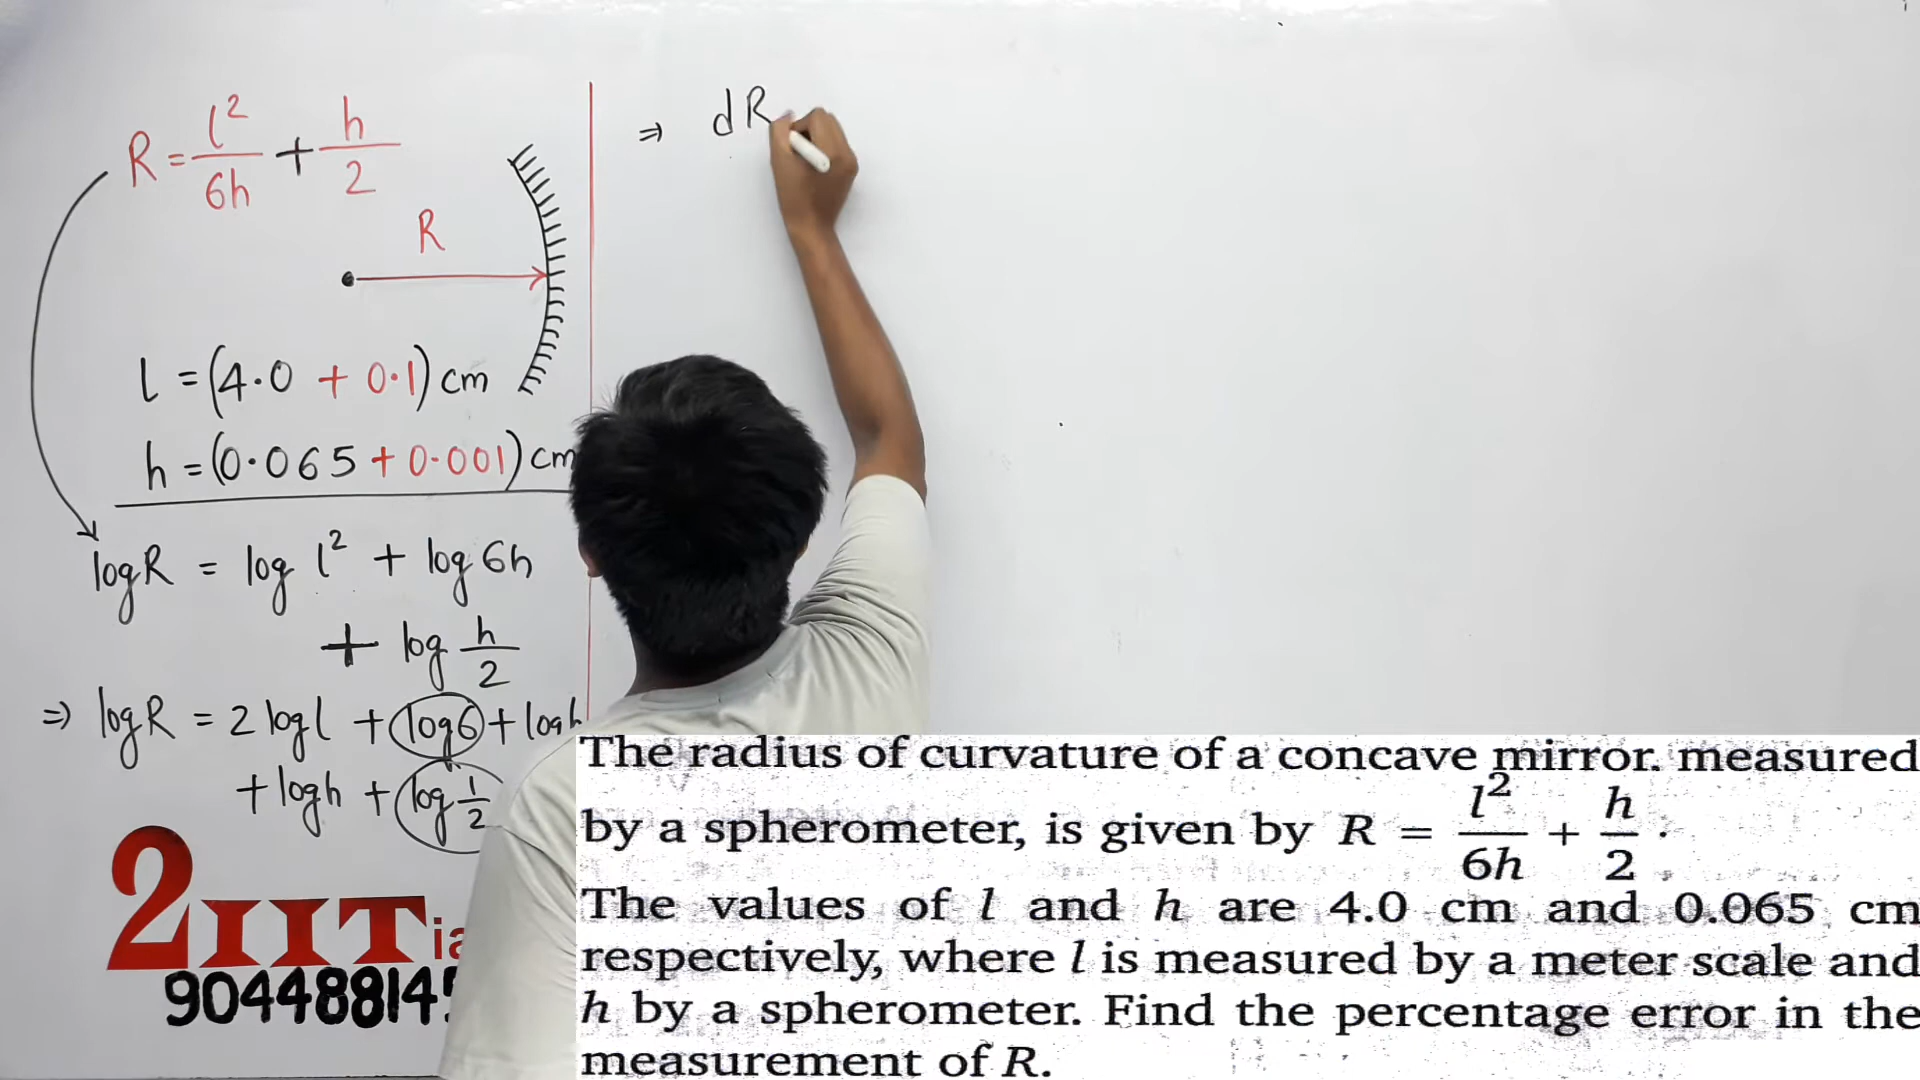 R = l²/6h + h/2
R
l = (4.0 + 0.1) cm
h = (0.065 + 0.001) cm
log R = log l² + log 6h
+ log h/2
⇒ log R = 2 log l + log 6 + log h
+ log h + log 1/2
⇒ dR
2IITia
904488145
The radius of curvature of a concave mirror. measured
by a spherometer, is given by R = l²/6h + h/2.
The values of l and h are 4.0 cm and 0.065 cm
respectively, where l is measured by a meter scale and
h by a spherometer. Find the percentage error in the
measurement of R.